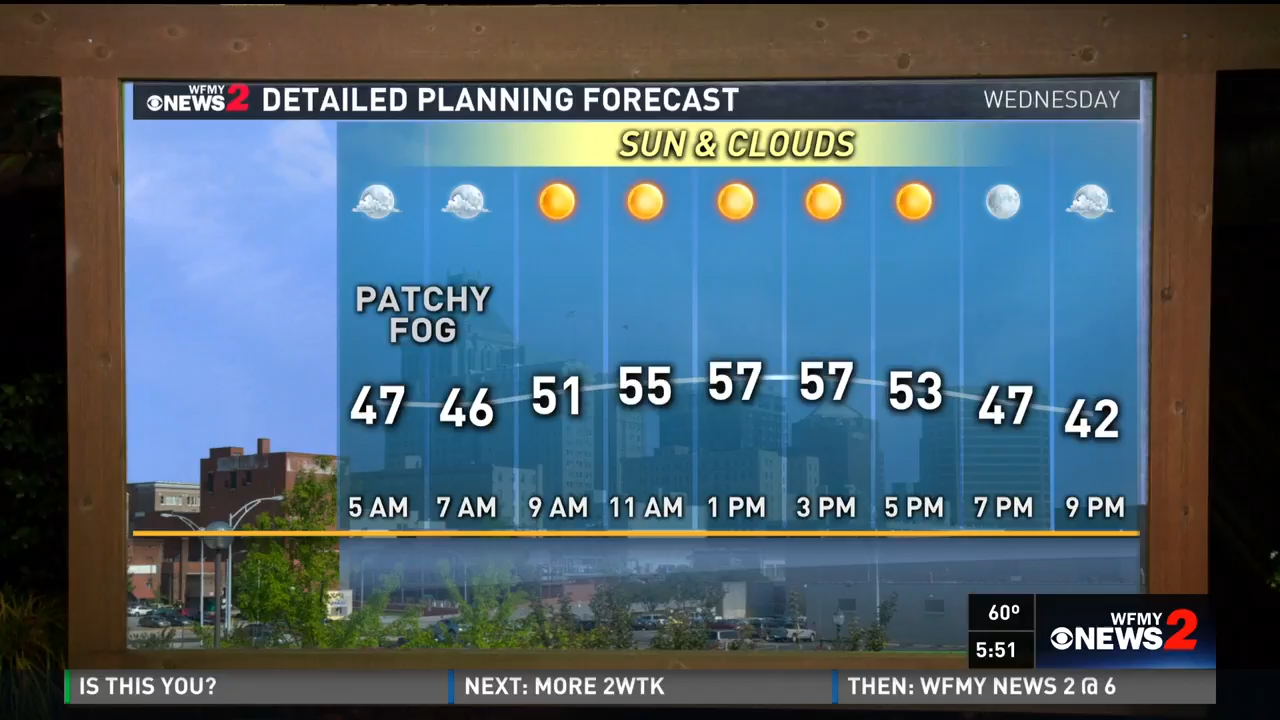 WFMY
NEWS 2 DETAILED PLANNING FORECAST WEDNESDAY
SUN & CLOUDS
PATCHY
FOG
47 46 51 55 57 57 53 47 42
5 AM 7 AM 9 AM 11 AM 1 PM 3 PM 5 PM 7 PM 9 PM
60°
5:51
WFMY
NEWS 2
IS THIS YOU? NEXT: MORE 2WTK THEN: WFMY NEWS 2 @ 6